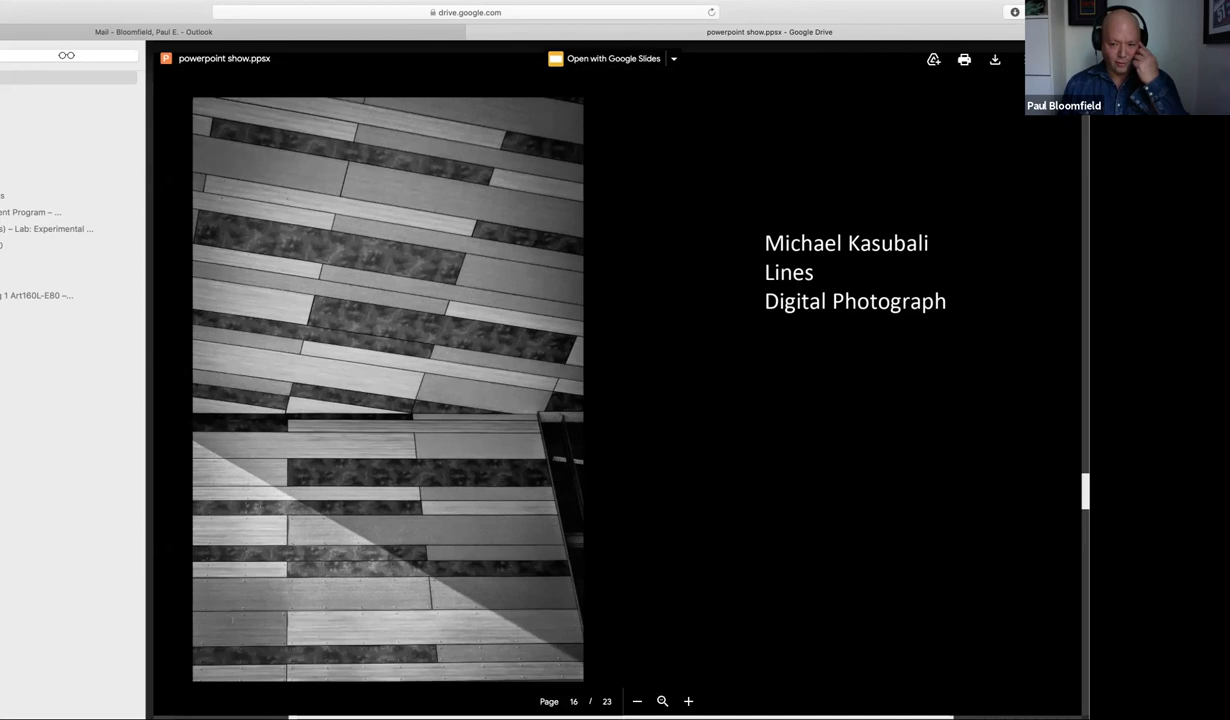 drive.google.com
Mail - Bloomfield, Paul E. - Outlook
powerpoint show.ppsx - Google Drive
powerpoint show.ppsx
Open with Google Slides
Paul Bloomfield
s
ent Program – ...
s) – Lab: Experimental ...
0
g 1 Art160L-E80 –...
Michael Kasubali
Lines
Digital Photograph
Page 16 / 23